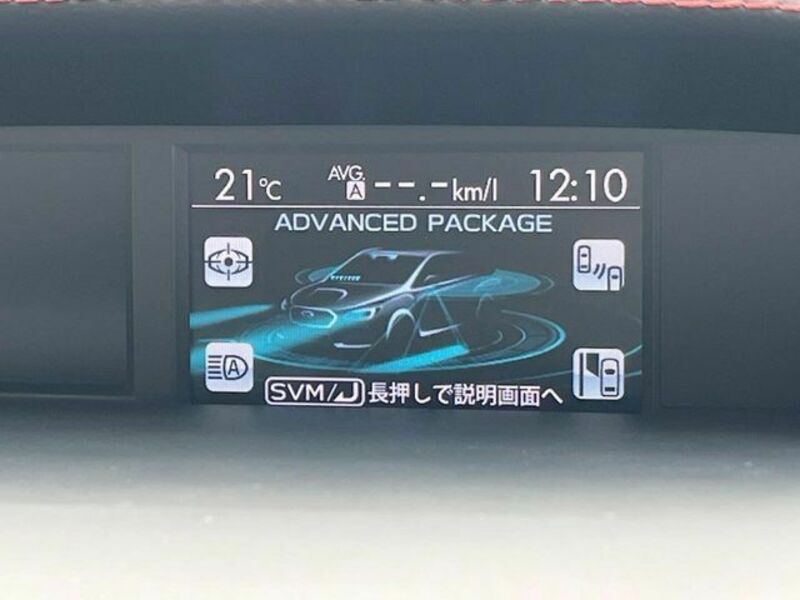 21℃ AVG. A --.-km/l 12:10
ADVANCED PACKAGE
A
SVM/⤶長押しで説明画面へ